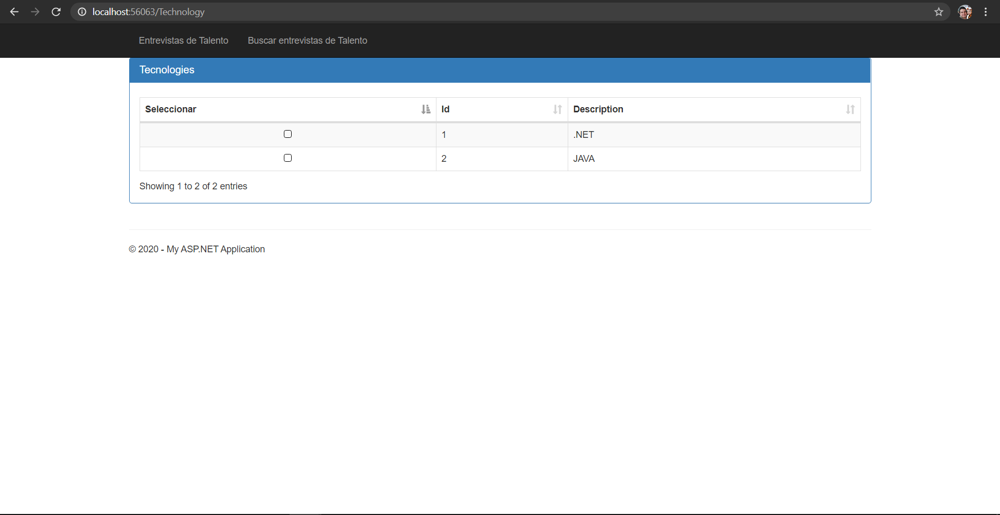 localhost:56063/Technology
Entrevistas de Talento Buscar entrevistas de Talento
Tecnologies
Seleccionar Id Description
1 .NET
2 JAVA
Showing 1 to 2 of 2 entries
© 2020 - My ASP.NET Application